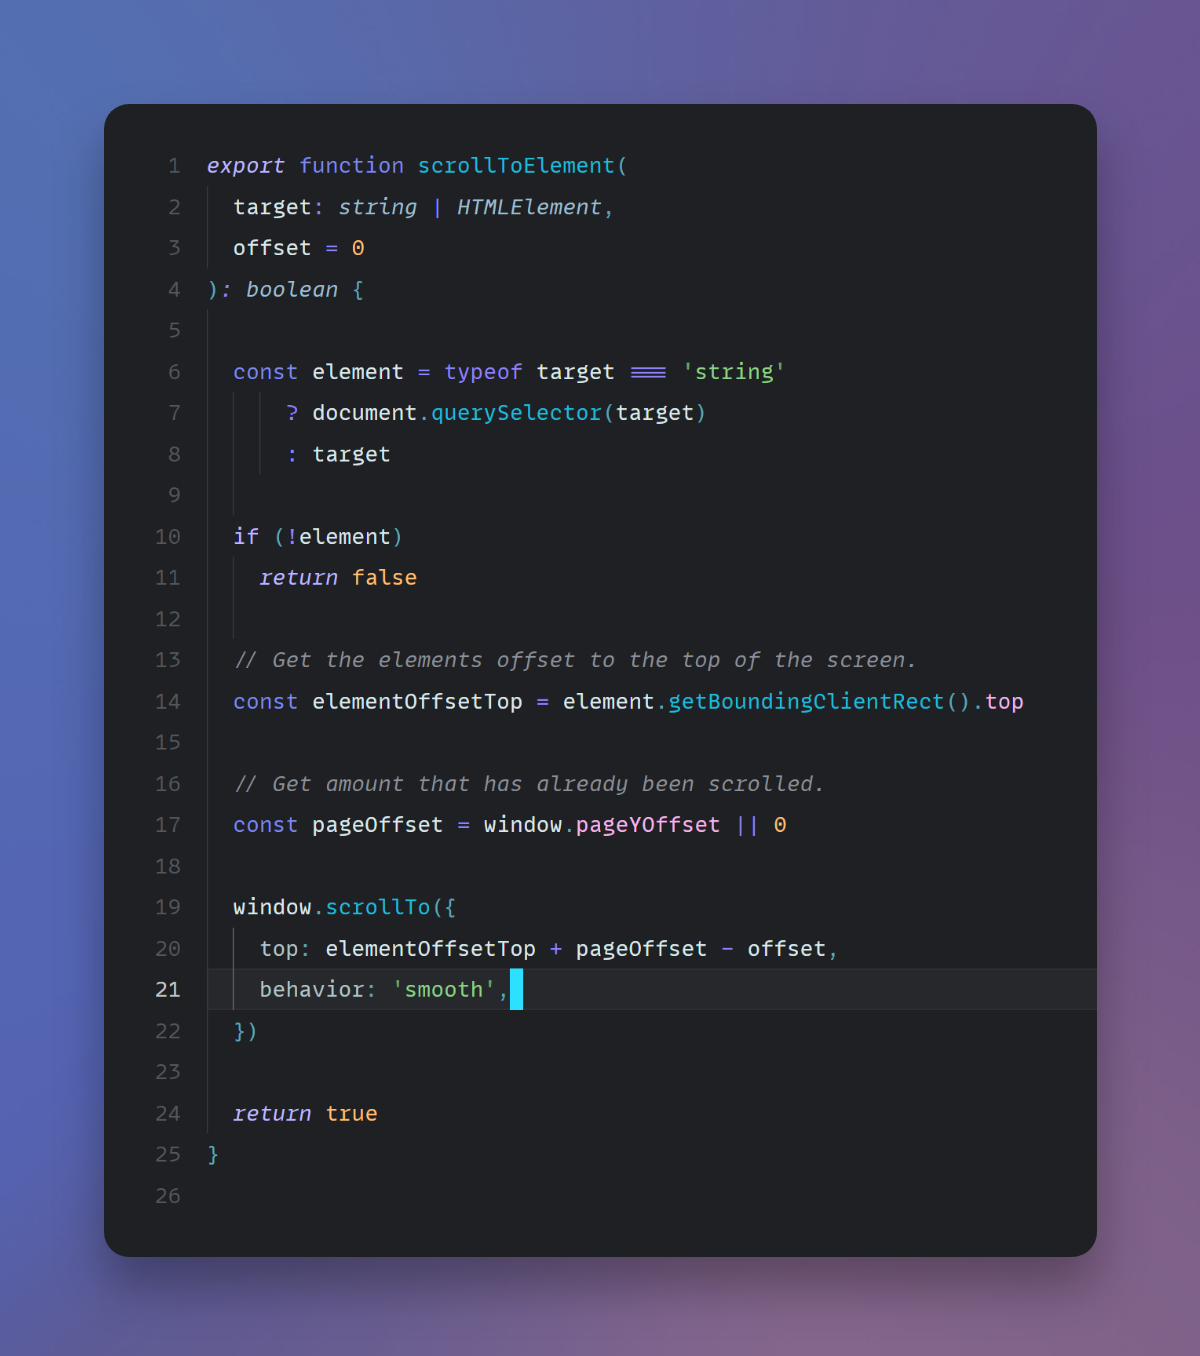 1 export function scrollToElement(
2   target: string | HTMLElement,
3   offset = 0
4 ): boolean {
5
6   const element = typeof target === 'string'
7       ? document.querySelector(target)
8       : target
9
10   if (!element)
11     return false
12
13   // Get the elements offset to the top of the screen.
14   const elementOffsetTop = element.getBoundingClientRect().top
15
16   // Get amount that has already been scrolled.
17   const pageOffset = window.pageYOffset || 0
18
19   window.scrollTo({
20     top: elementOffsetTop + pageOffset - offset,
21     behavior: 'smooth',
22   })
23
24   return true
25 }
26